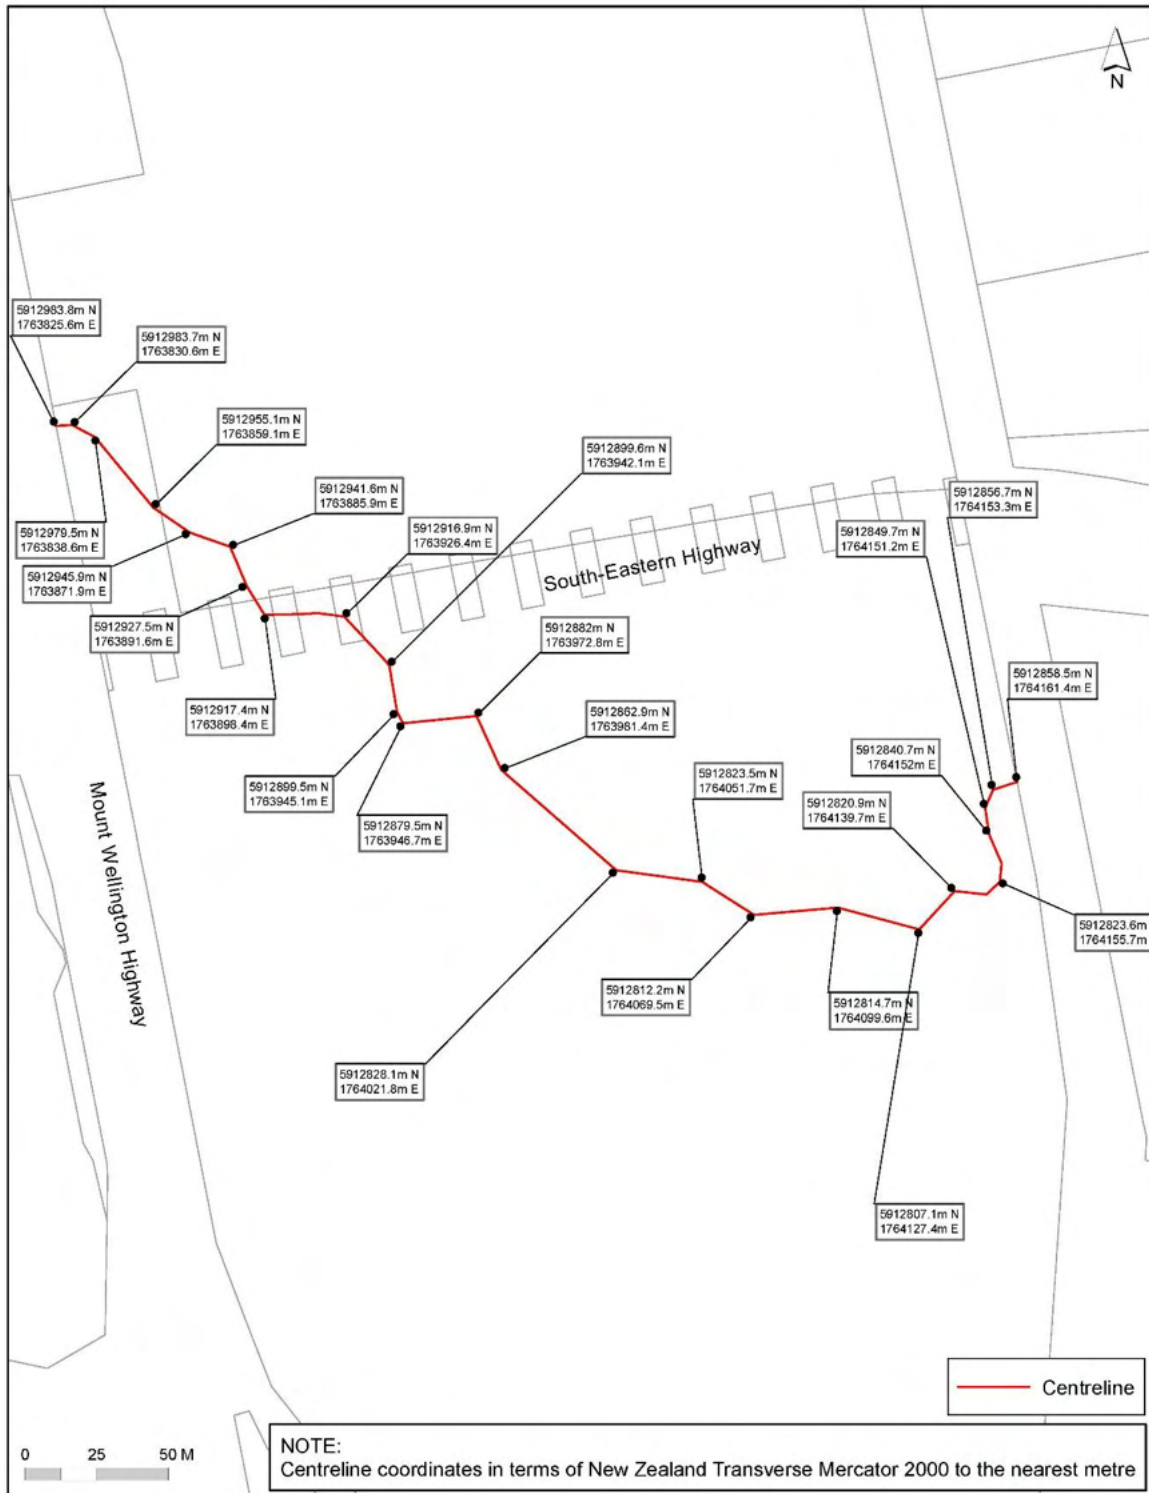 N
5912983.8m N
1763825.6m E
5912983.7m N
1763830.6m E
5912955.1m N
1763859.1m E
5912899.6m N
1763942.1m E
5912941.6m N
1763885.9m E
5912856.7m N
1764153.3m E
5912916.9m N
1763926.4m E
5912849.7m N
1764151.2m E
5912979.5m N
1763838.6m E
South-Eastern Highway
5912945.9m N
1763871.9m E
5912927.5m N
1763891.6m E
5912882m N
1763972.8m E
5912858.5m N
1764161.4m E
5912917.4m N
1763898.4m E
5912862.9m N
1763981.4m E
5912840.7m N
1764152m E
5912899.5m N
1763945.1m E
5912823.5m N
1764051.7m E
5912820.9m N
1764139.7m E
Mount Wellington Highway
5912879.5m N
1763946.7m E
5912823.6m
1764155.7m
5912812.2m N
1764069.5m E
5912814.7m N
1764099.6m E
5912828.1m N
1764021.8m E
5912807.1m N
1764127.4m E
Centreline
0 25 50 M
NOTE:
Centreline coordinates in terms of New Zealand Transverse Mercator 2000 to the nearest metre